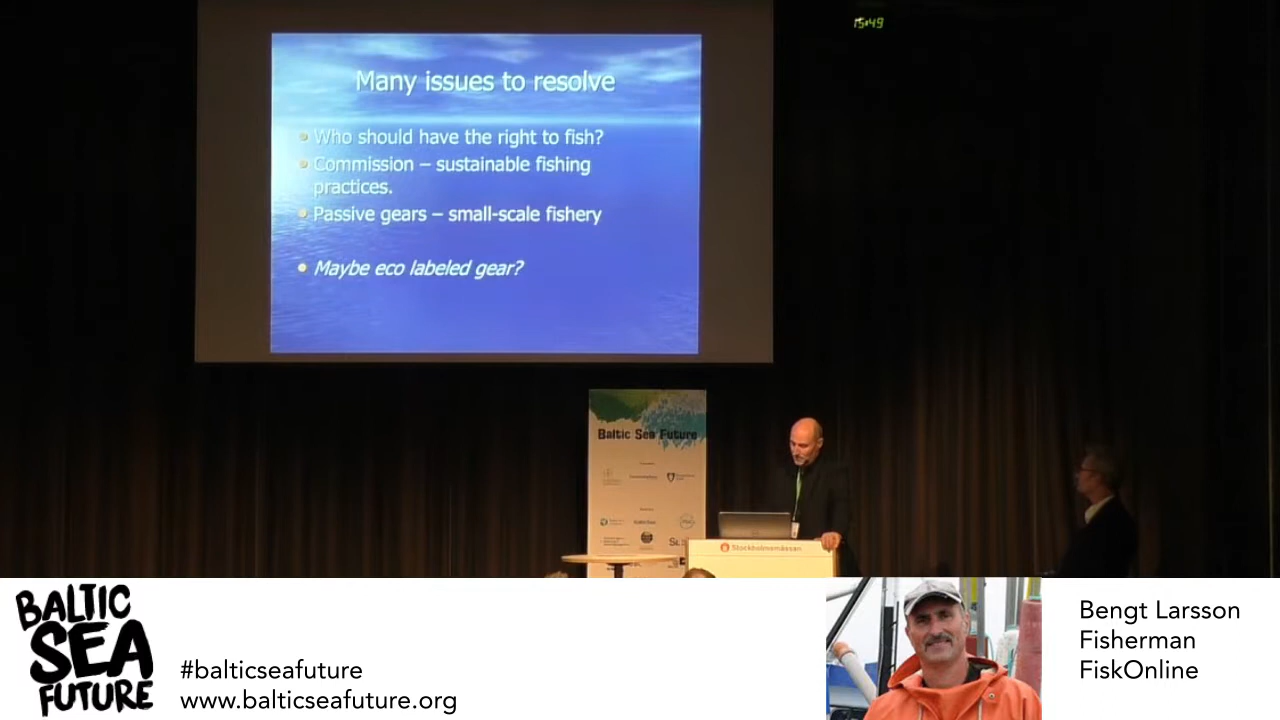 15:49
Many issues to resolve
Who should have the right to fish?
Commission – sustainable fishing
practices.
Passive gears – small-scale fishery
Maybe eco labeled gear?
Baltic Sea Future
Stockholmsmässan
BALTIC
SEA
FUTURE
#balticseafuture
www.balticseafuture.org
Bengt Larsson
Fisherman
FiskOnline